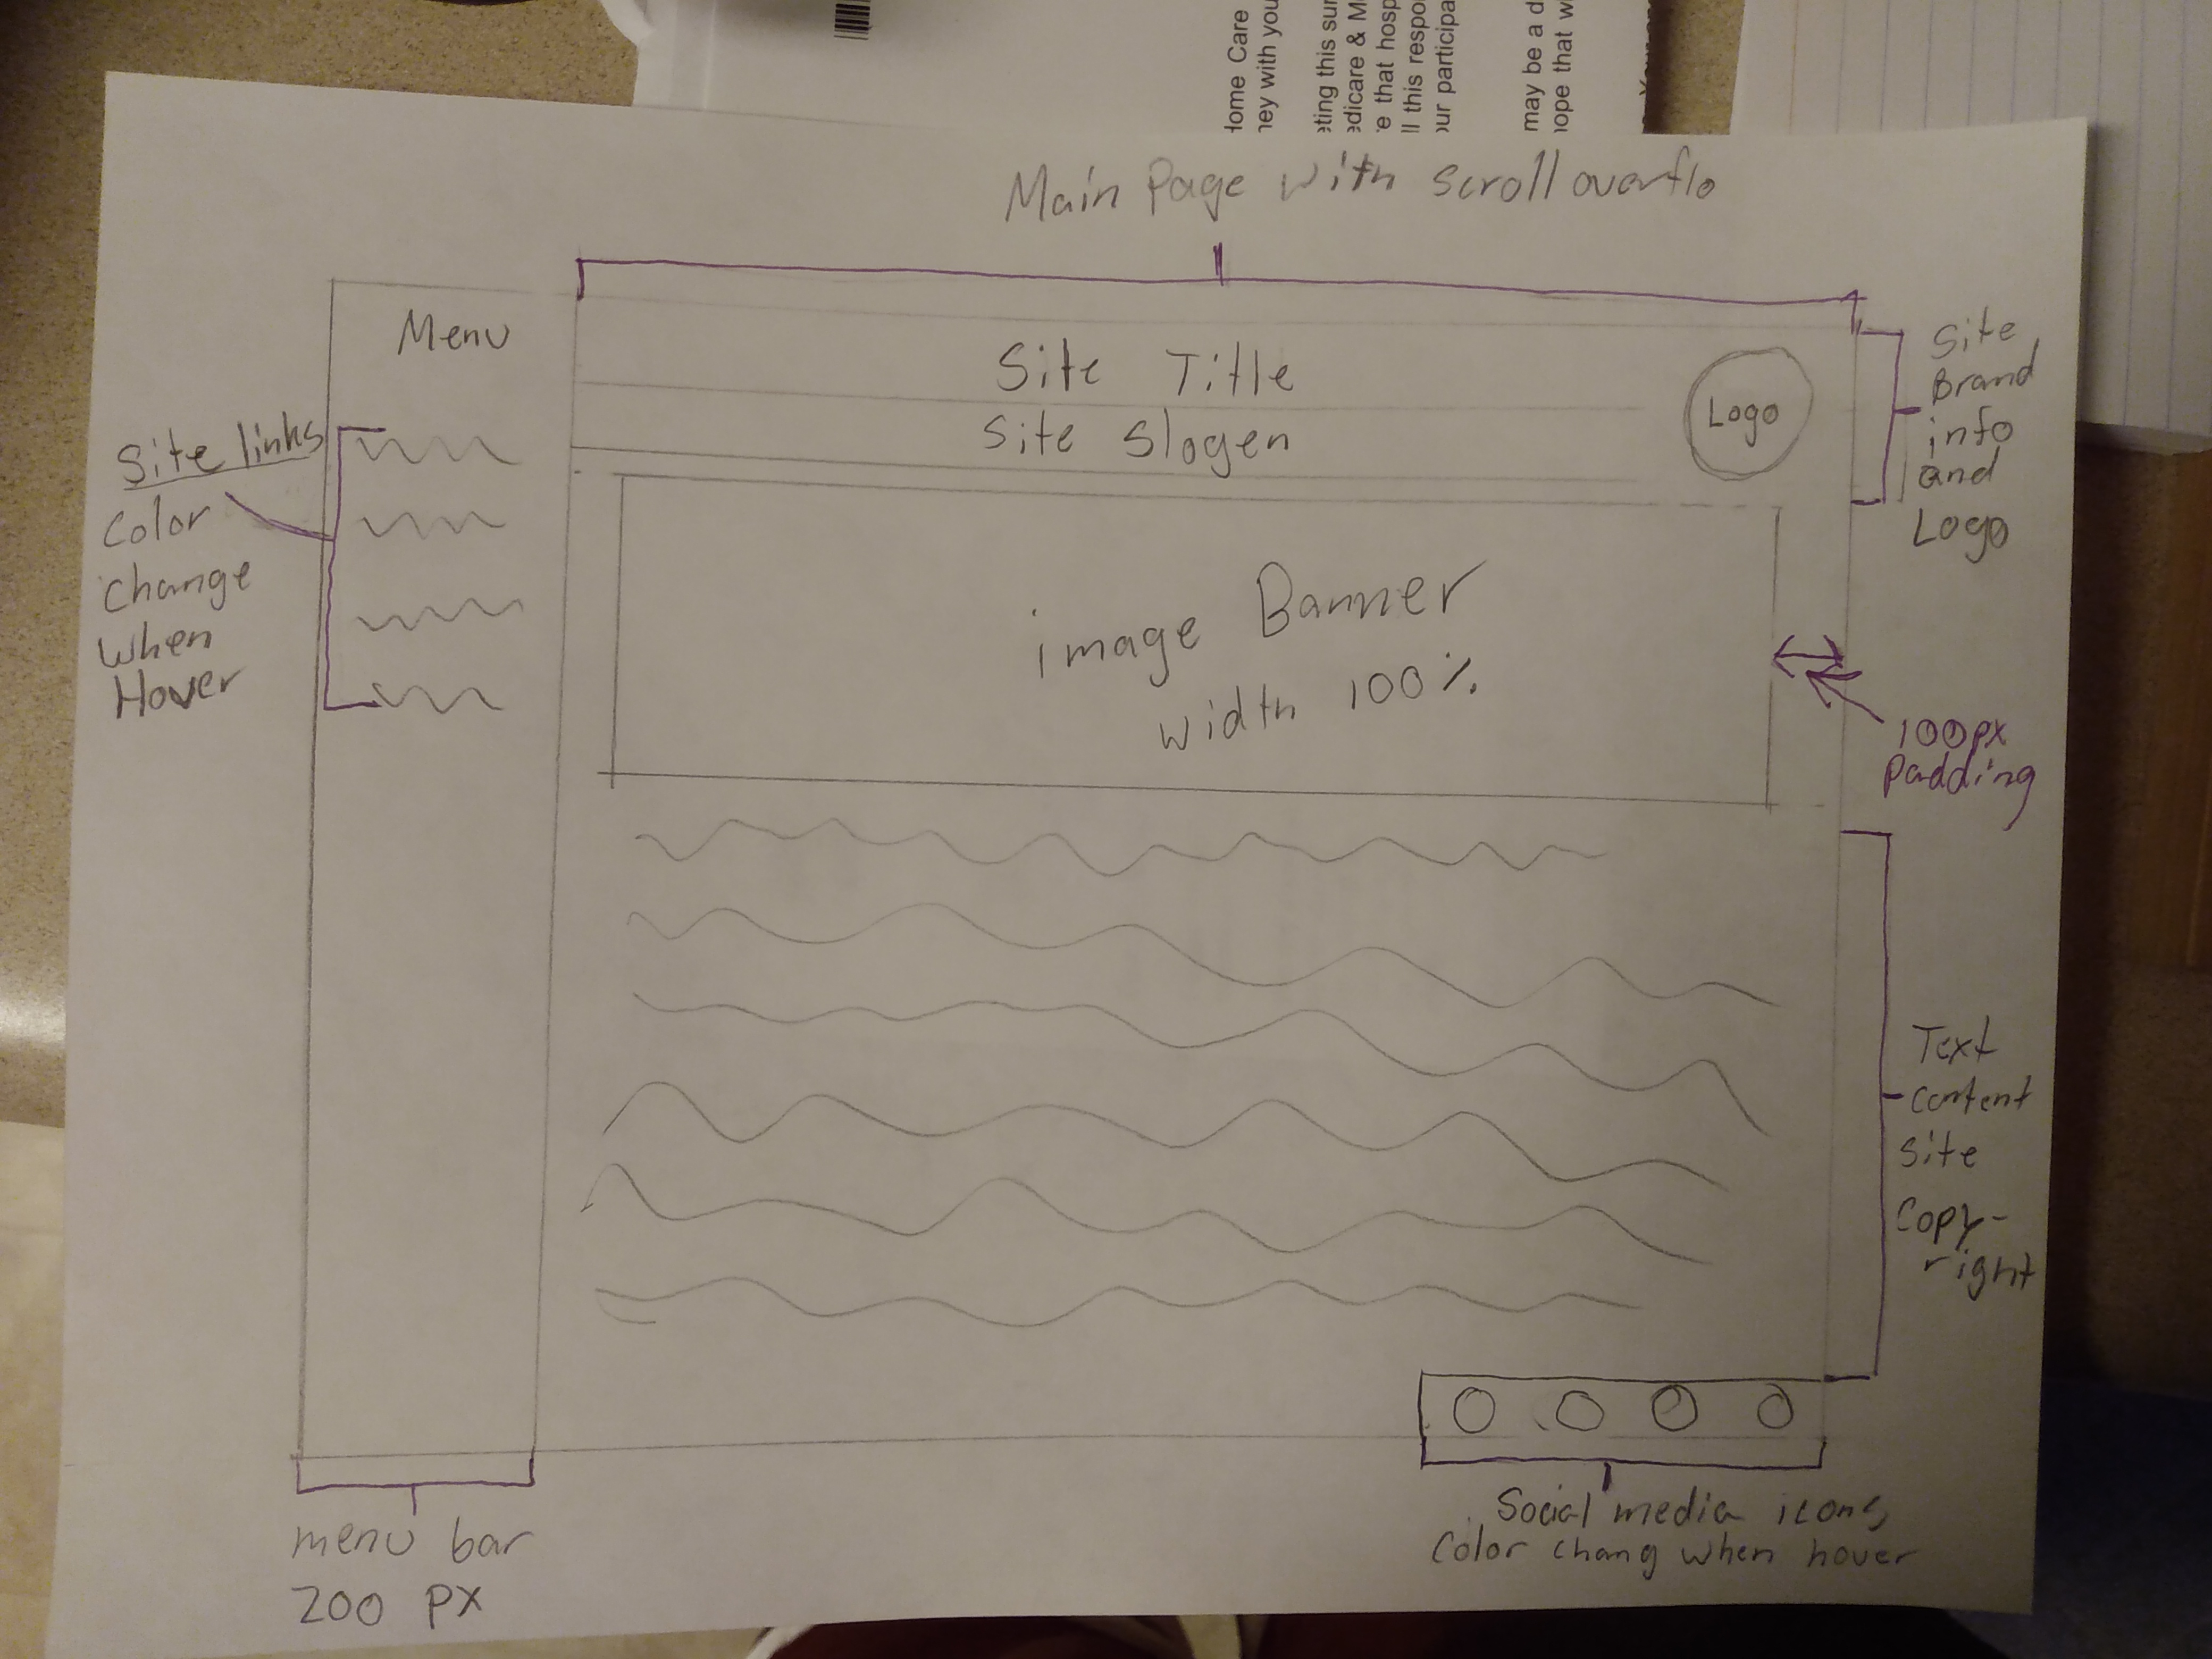 Home Care
ney with you
eting this sur
edicare & M
e that hosp
ll this respo
our participa
may be a d
ope that w
Main Page with scroll overflo
Menu
Site Title
Site Slogen
Logo
Site
Brand
info
and
Logo
Site links
Color
change
when
Hover
image Banner
width 100%
100px
Padding
Text
Content
Site
Copy-
right
menu bar
200 px
Social media icons,
Color chang when hover